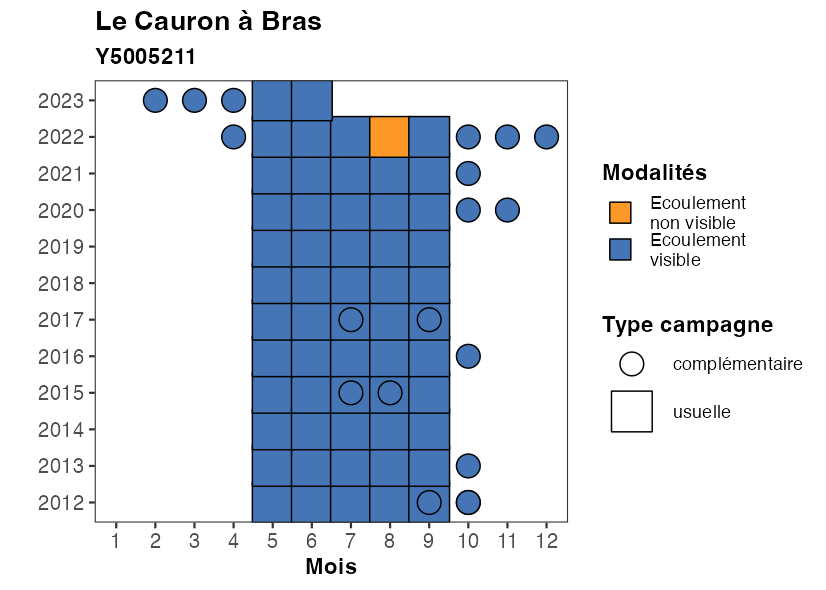 Le Cauron à Bras
Y5005211
2023
2022
2021
2020
2019
2018
2017
2016
2015
2014
2013
2012
1 2 3 4 5 6 7 8 9 10 11 12
Mois
Modalités
Ecoulement
non visible
Ecoulement
visible
Type campagne
complémentaire
usuelle